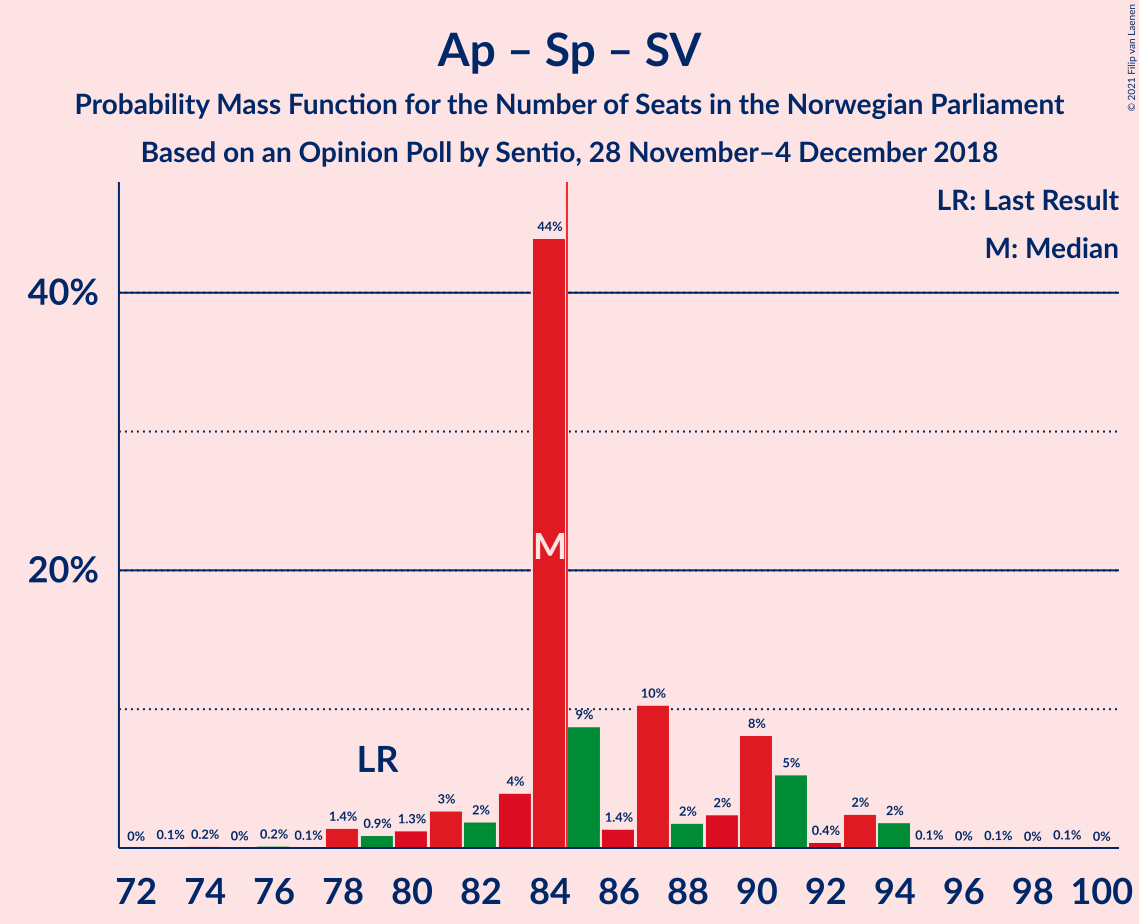 Ap – Sp – SV
Probability Mass Function for the Number of Seats in the Norwegian Parliament
Based on an Opinion Poll by Sentio, 28 November–4 December 2018
© 2021 Filip van Laenen
LR: Last Result
M: Median
40%
20%
44%
M
LR
0% 0.1% 0.2% 0% 0.2% 0.1% 1.4% 0.9% 1.3% 3% 2% 4% 9% 1.4% 10% 2% 2% 8% 5% 0.4% 2% 2% 0.1% 0% 0.1% 0% 0.1% 0%
72 74 76 78 80 82 84 86 88 90 92 94 96 98 100